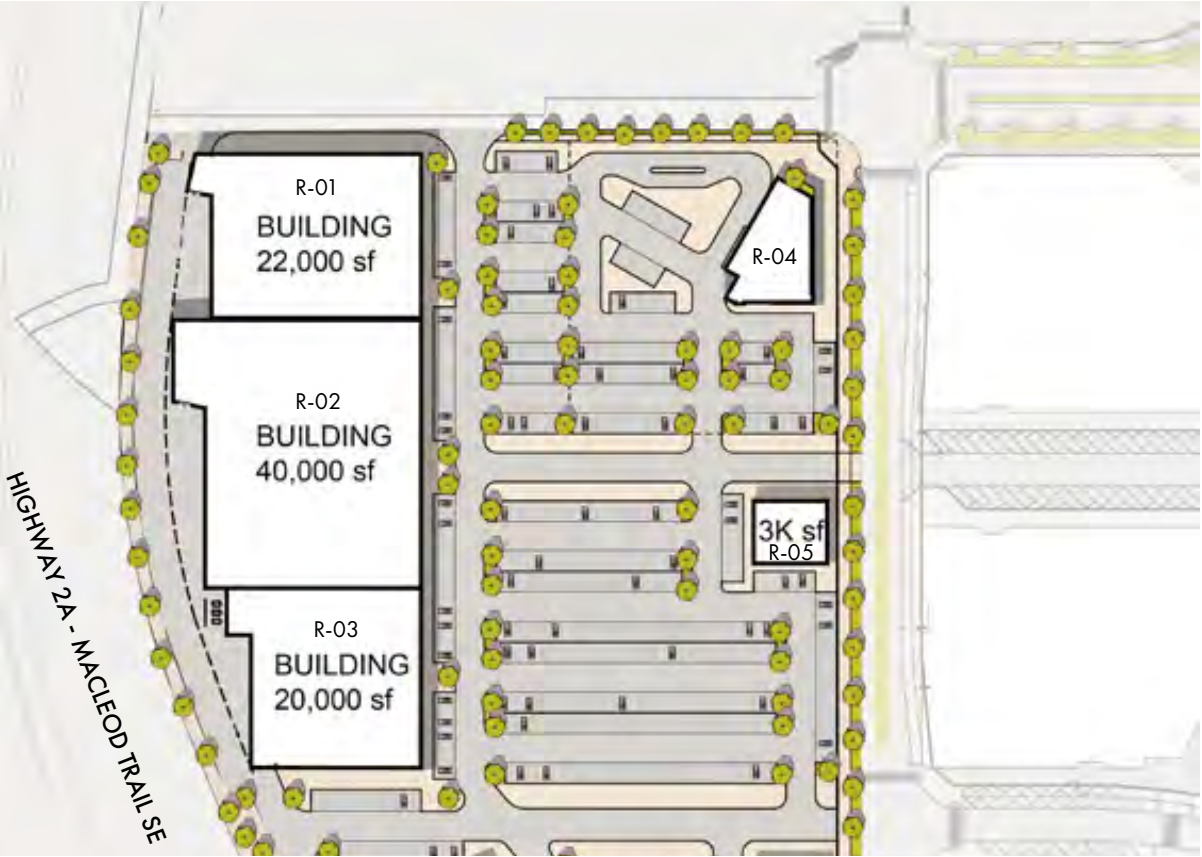 R-01
BUILDING
22,000 sf
R-04
R-02
BUILDING
40,000 sf
3K sf
R-05
R-03
BUILDING
20,000 sf
HIGHWAY 2A - MACLEOD TRAIL SE